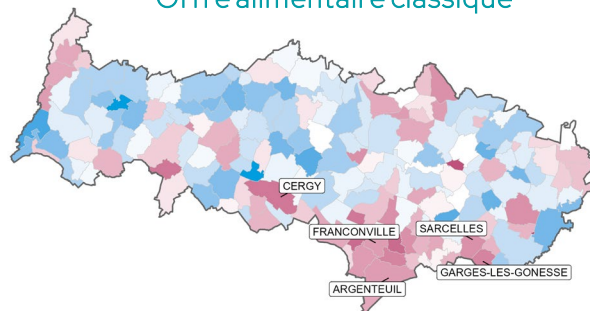 Offre alimentaire classique
CERGY
FRANCONVILLE
SARCELLES
GARGES-LES-GONESSE
ARGENTEUIL